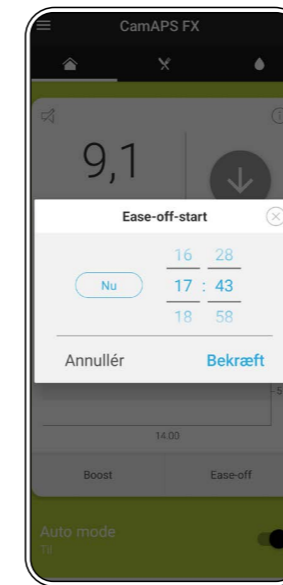 CamAPS FX
9,1
Ease-off-start
16 28
Nu 17 : 43
18 58
Annullér Bekræft
14.00
Boost Ease-off
Auto mode
Til